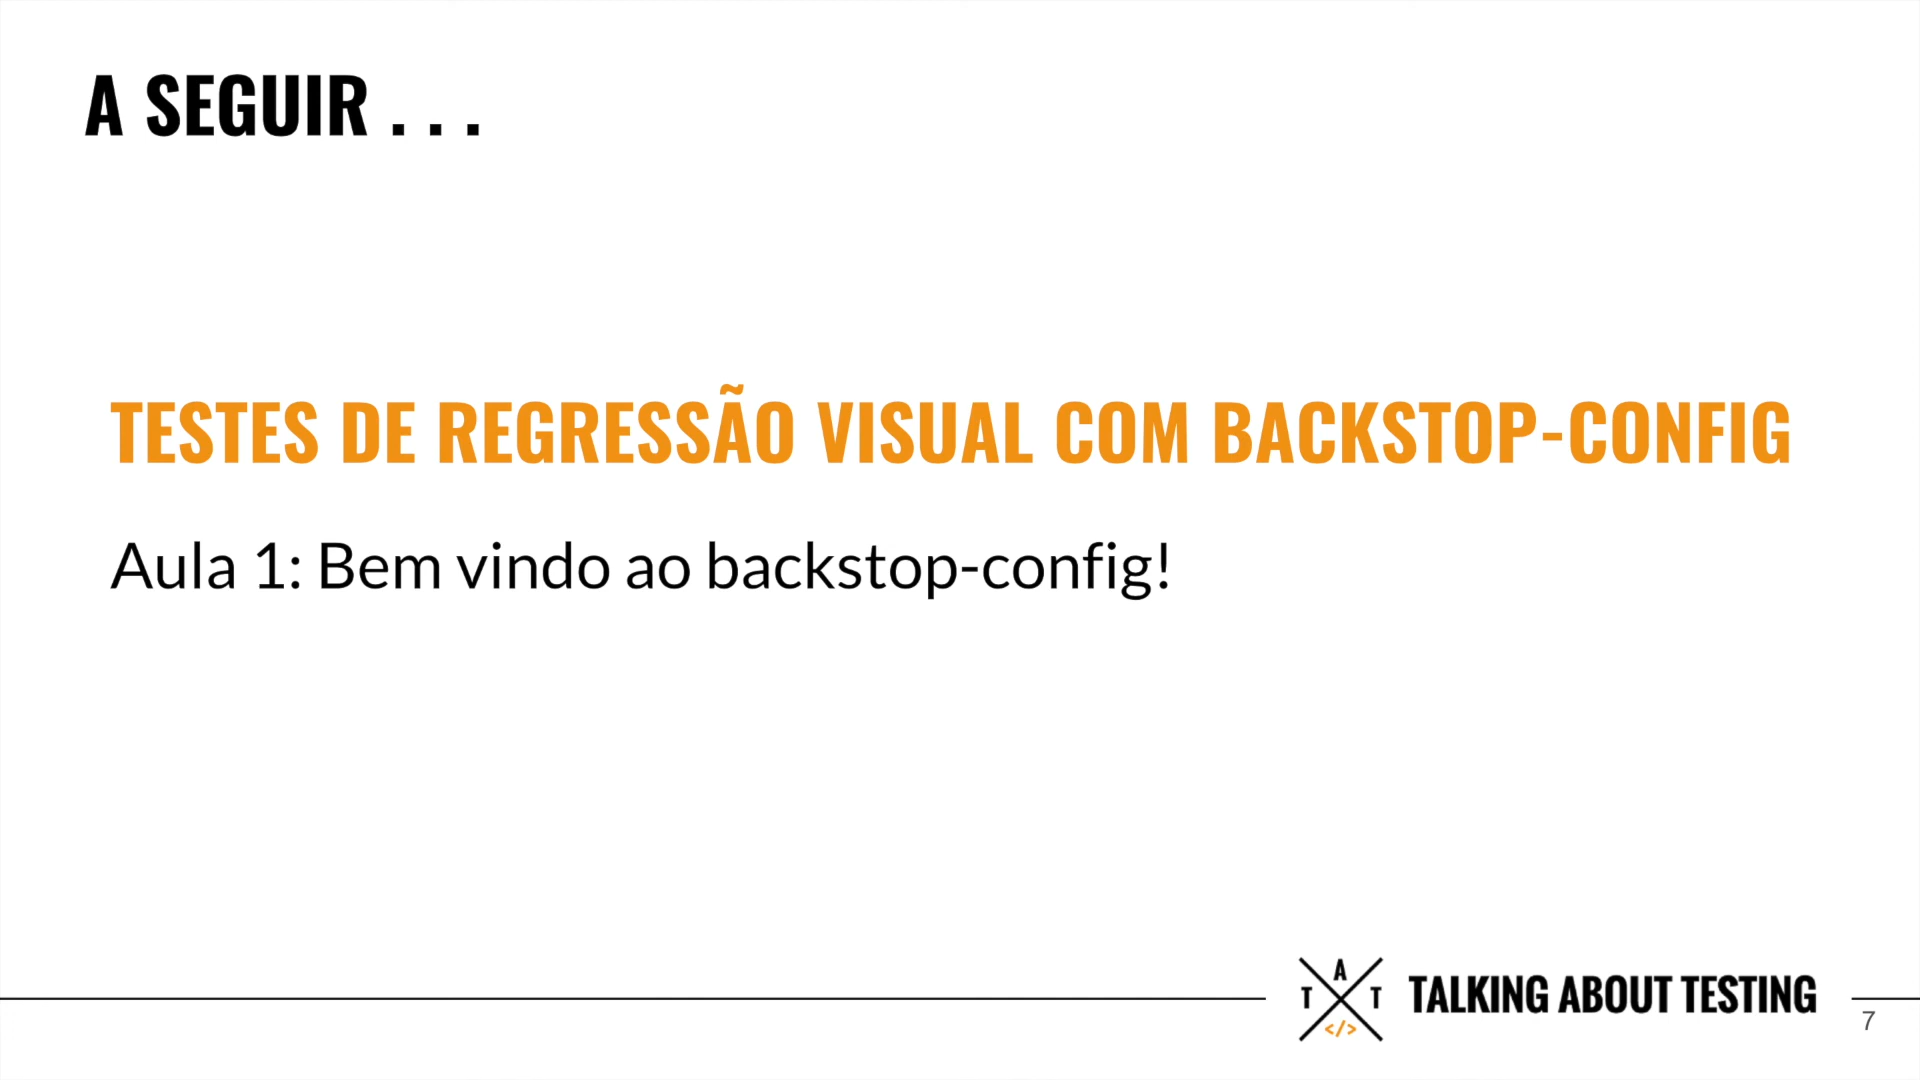 A SEGUIR . . .
TESTES DE REGRESSÃO VISUAL COM BACKSTOP-CONFIG
Aula 1: Bem vindo ao backstop-config!
A
T T
</>
TALKING ABOUT TESTING
7